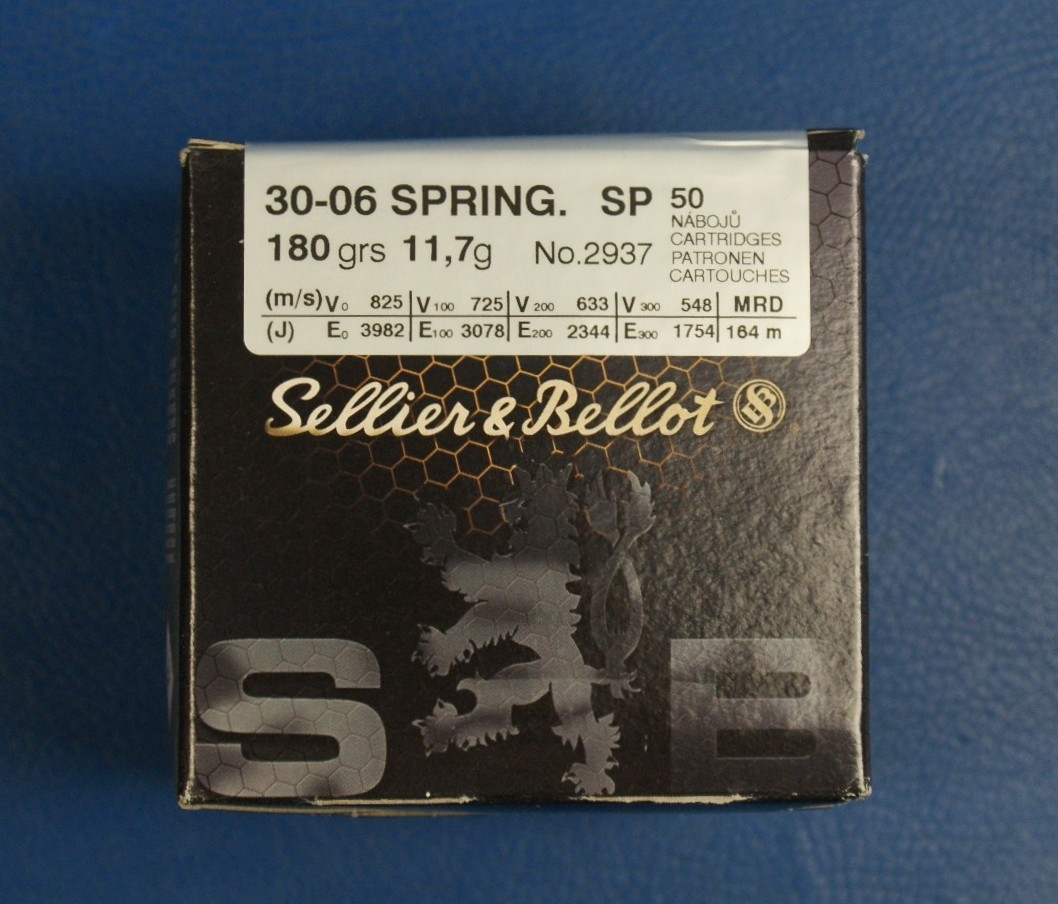 30-06 SPRING. SP 50
NÁBOJŮ
CARTRIDGES
PATRONEN
CARTOUCHES
180 grs 11,7g No.2937
(m/s) V0 825 V100 725 V200 633 V300 548 MRD
(J) E0 3982 E100 3078 E200 2344 E300 1754 164 m
Sellier & Bellot SB
S B